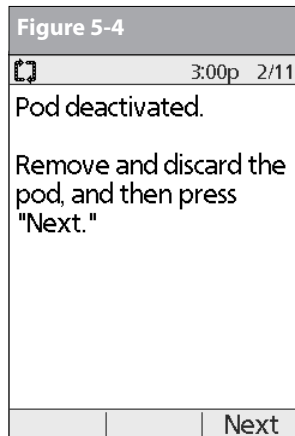 Figure 5-4
3:00p 2/11
Pod deactivated.
Remove and discard the
pod, and then press
"Next."
Next